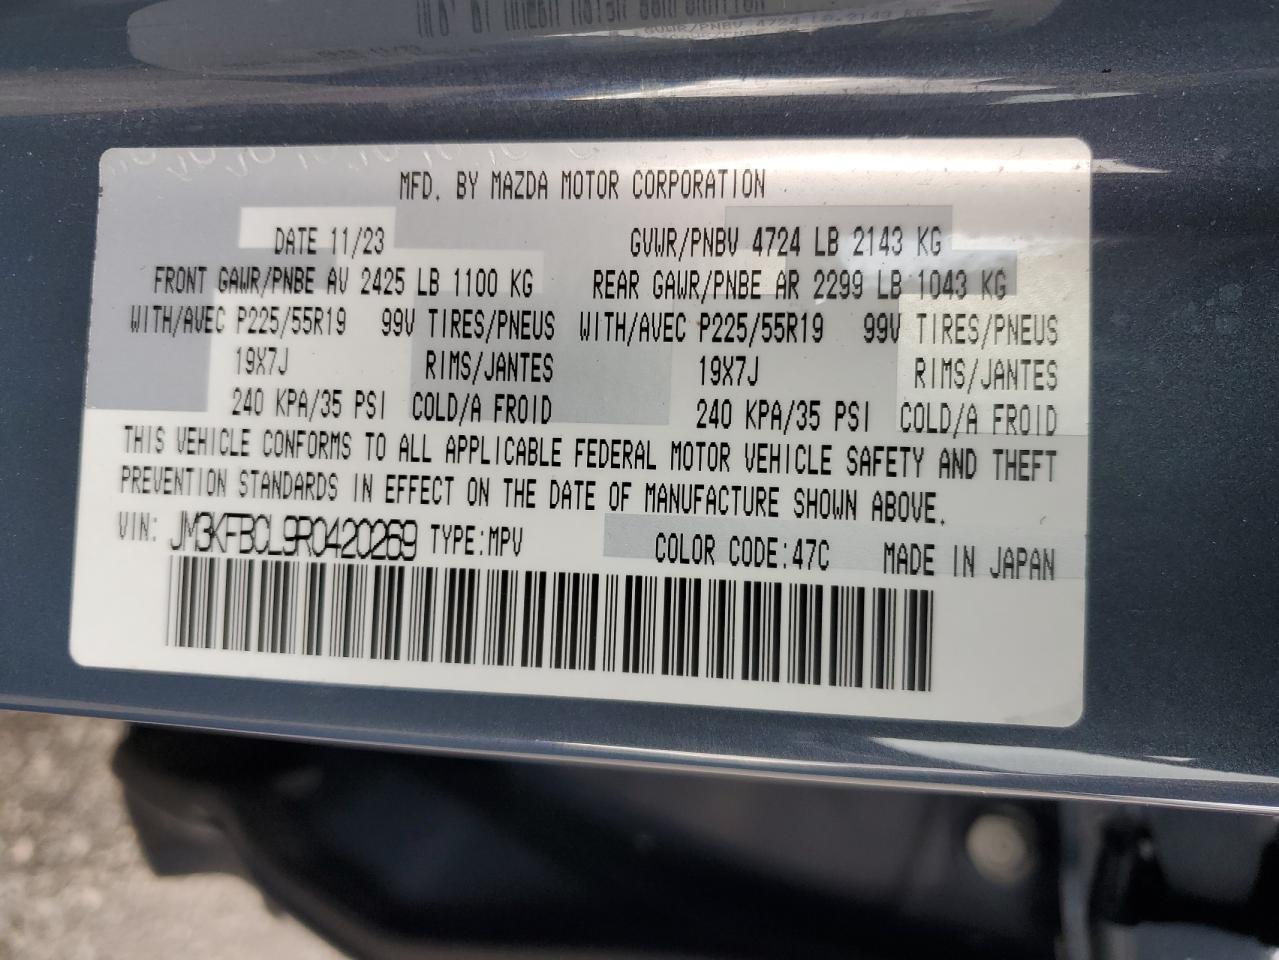 MFD. BY MAZDA MOTOR CORPORATION
DATE 11/23 GVWR/PNBV 4724 LB 2143 KG
FRONT GAWR/PNBE AV 2425 LB 1100 KG REAR GAWR/PNBE AR 2299 LB 1043 KG
WITH/AVEC P225/55R19 99V TIRES/PNEUS WITH/AVEC P225/55R19 99V TIRES/PNEUS
19X7J RIMS/JANTES 19X7J RIMS/JANTES
240 KPA/35 PSI COLD/A FROID 240 KPA/35 PSI COLD/A FROID
THIS VEHICLE CONFORMS TO ALL APPLICABLE FEDERAL MOTOR VEHICLE SAFETY AND THEFT
PREVENTION STANDARDS IN EFFECT ON THE DATE OF MANUFACTURE SHOWN ABOVE.
VIN: JM3KFBCL9R0420269 TYPE:MPV COLOR CODE:47C MADE IN JAPAN